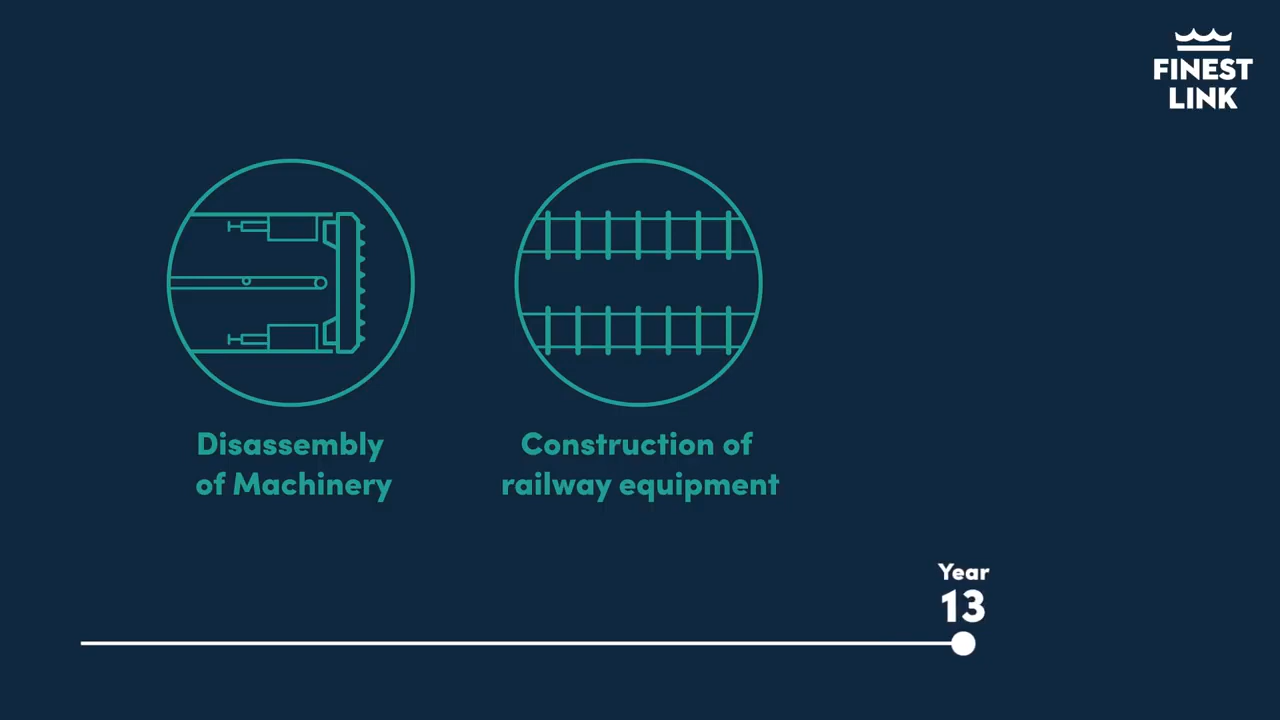 FINEST
LINK
Disassembly
of Machinery
Construction of
railway equipment
Year
13